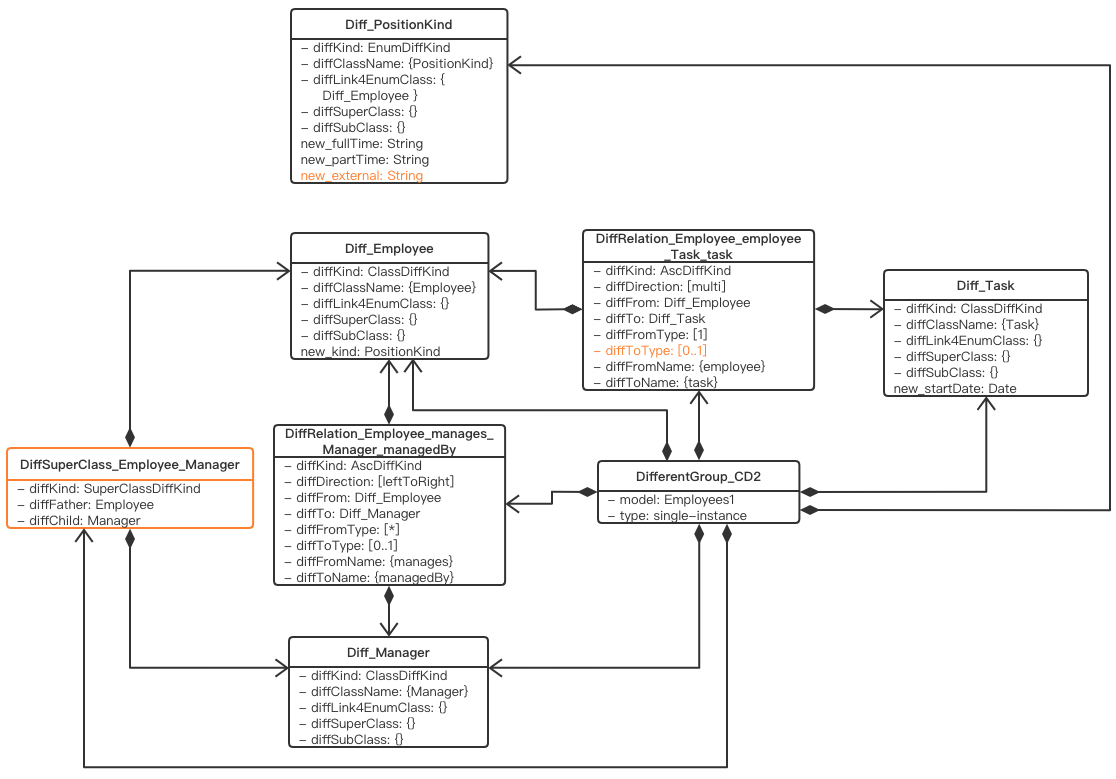 Diff_PositionKind
- diffKind: EnumDiffKind
- diffClassName: {PositionKind}
- diffLink4EnumClass: {
Diff_Employee }
- diffSuperClass: {}
- diffSubClass: {}
new_fullTime: String
new_partTime: String
new_external: String
Diff_Employee
- diffKind: ClassDiffKind
- diffClassName: {Employee}
- diffLink4EnumClass: {}
- diffSuperClass: {}
- diffSubClass: {}
new_kind: PositionKind
DiffRelation_Employee_employee
_Task_task
- diffKind: AscDiffKind
- diffDirection: [multi]
- diffFrom: Diff_Employee
- diffTo: Diff_Task
- diffFromType: [1]
- diffToType: [0..1]
- diffFromName: {employee}
- diffToName: {task}
Diff_Task
- diffKind: ClassDiffKind
- diffClassName: {Task}
- diffLink4EnumClass: {}
- diffSuperClass: {}
- diffSubClass: {}
new_startDate: Date
DiffSuperClass_Employee_Manager
- diffKind: SuperClassDiffKind
- diffFather: Employee
- diffChild: Manager
DiffRelation_Employee_manages_
Manager_managedBy
- diffKind: AscDiffKind
- diffDirection: [leftToRight]
- diffFrom: Diff_Employee
- diffTo: Diff_Manager
- diffFromType: [*]
- diffToType: [0..1]
- diffFromName: {manages}
- diffToName: {managedBy}
DifferentGroup_CD2
- model: Employees1
- type: single-instance
Diff_Manager
- diffKind: ClassDiffKind
- diffClassName: {Manager}
- diffLink4EnumClass: {}
- diffSuperClass: {}
- diffSubClass: {}